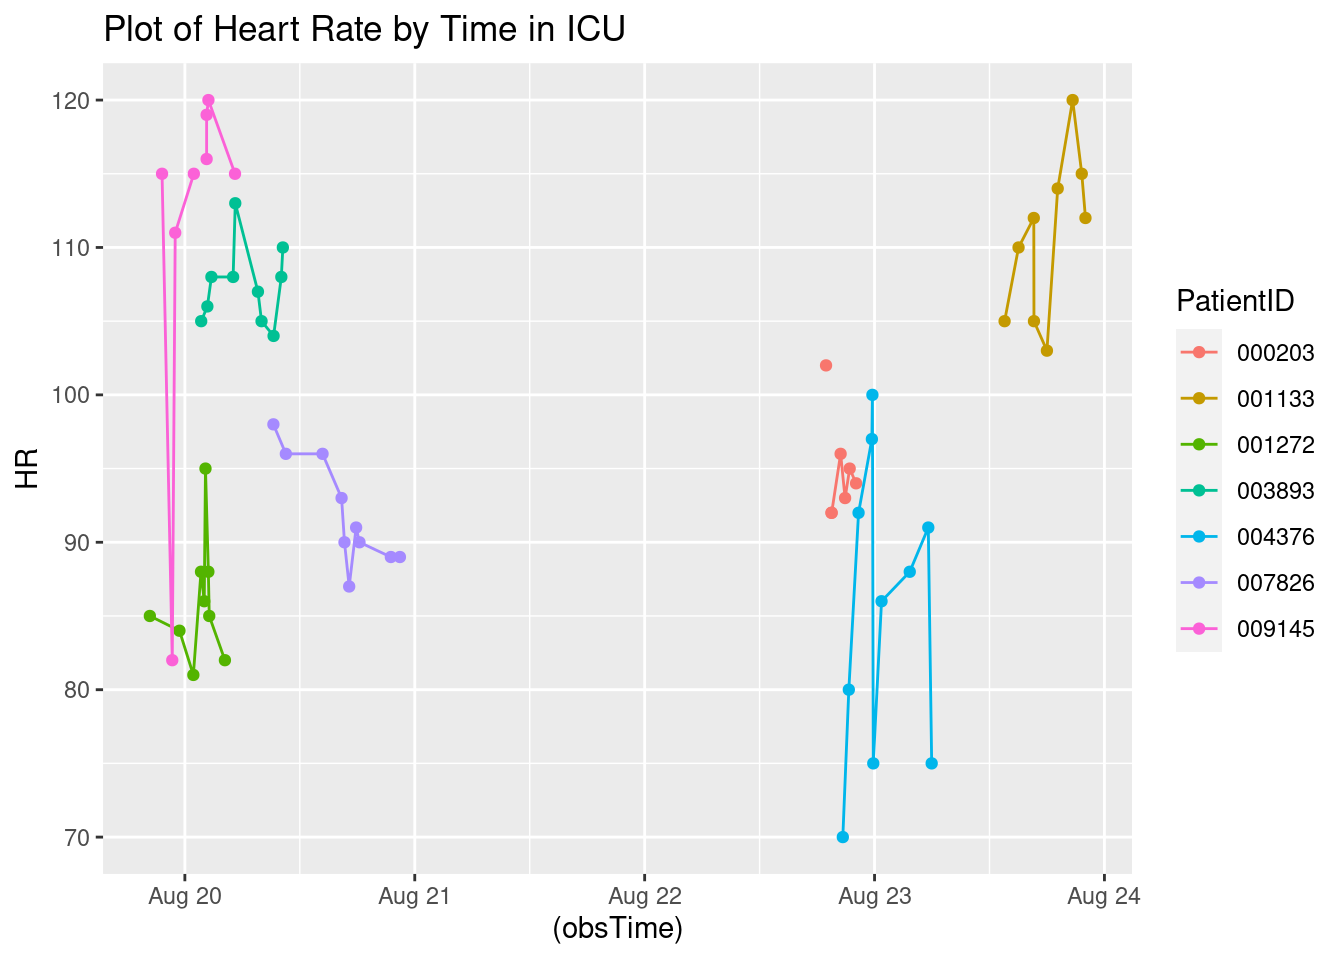 Plot of Heart Rate by Time in ICU
120
110
100
90
80
70
HR
Aug 20
Aug 21
Aug 22
Aug 23
Aug 24
(obsTime)
PatientID
000203
001133
001272
003893
004376
007826
009145